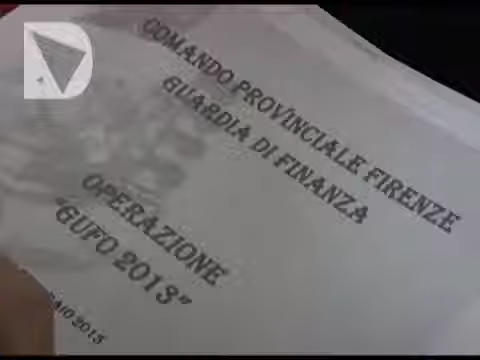 COMANDO PROVINCIALE FIRENZE
GUARDIA DI FINANZA
OPERAZIONE
"GUFO 2013"